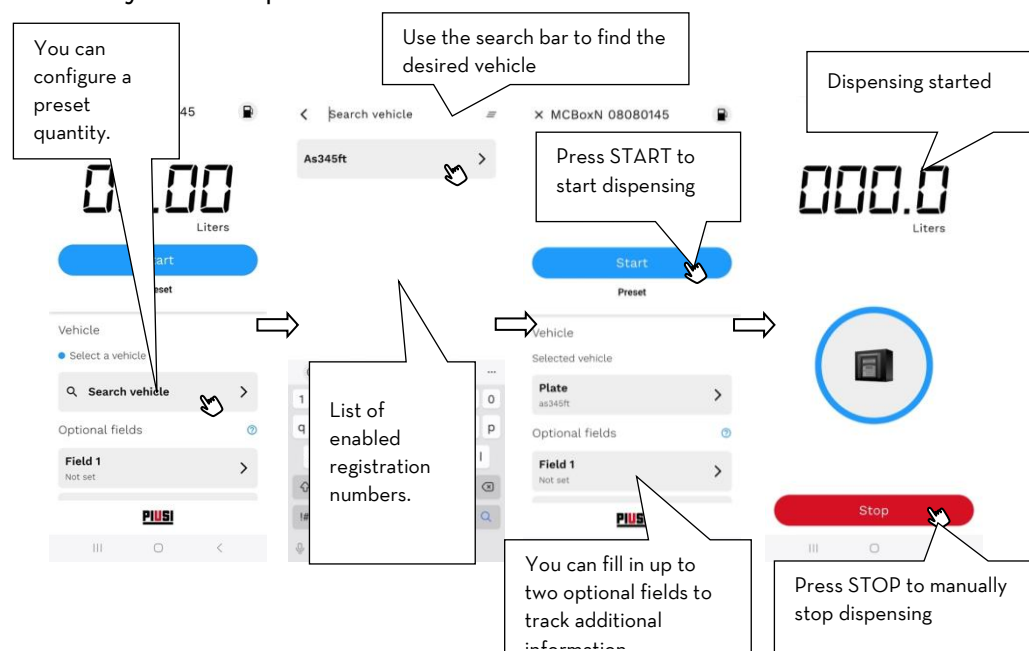 You can
configure a
preset
quantity.
45
Liters
Vehicle
Select a vehicle
Search vehicle
Optional fields
Field 1
Not set
PIUSI
Use the search bar to find the
desired vehicle
Search vehicle
As345ft
List of
enabled
registration
numbers.
1
0
q
p
l
!#
MCBoxN 08080145
Press START to
start dispensing
Start
Preset
Vehicle
Selected vehicle
Plate
as345ft
Optional fields
Field 1
Not set
You can fill in up to
two optional fields to
track additional
information
Dispensing started
000.0
Liters
Stop
Press STOP to manually
stop dispensing